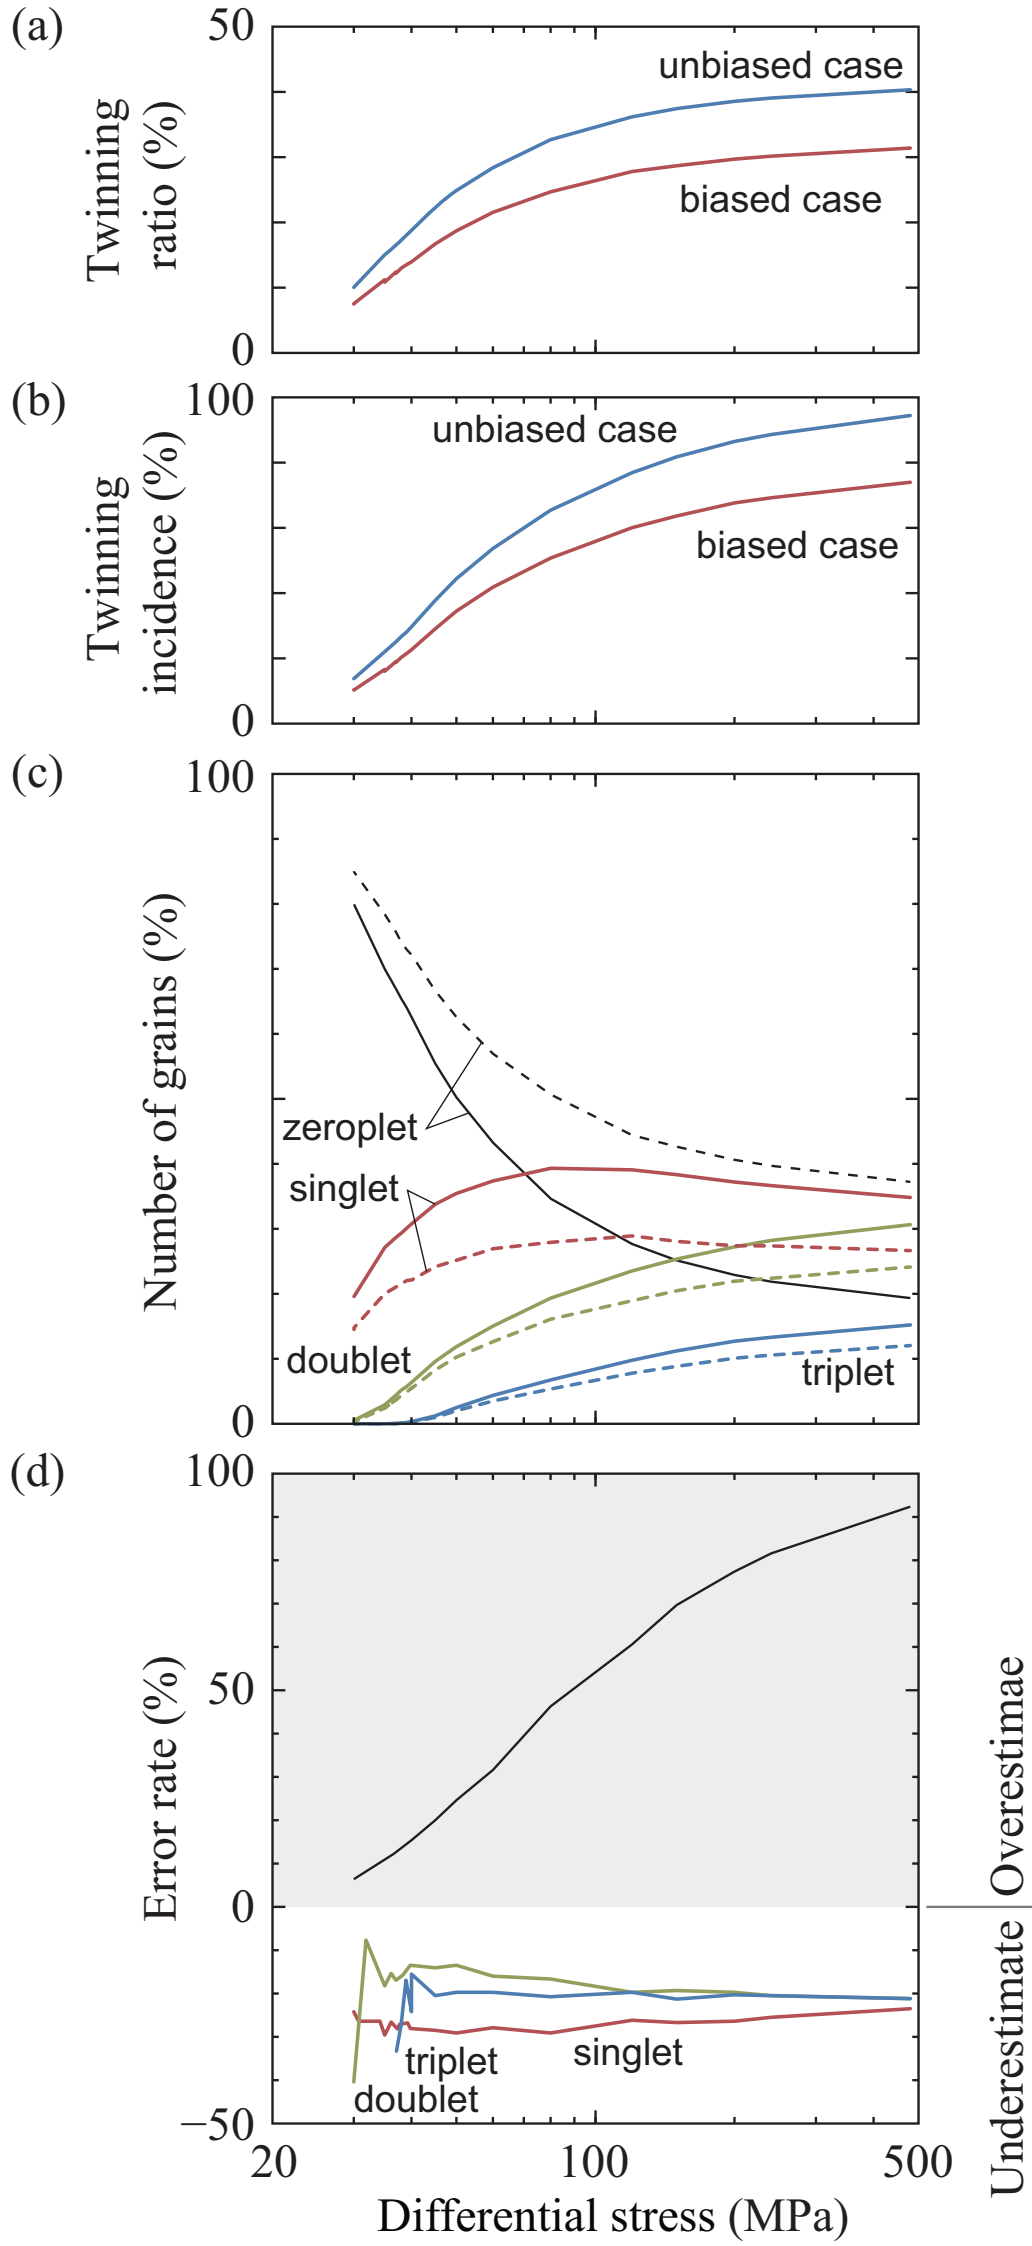 (a)
50
unbiased case
biased case
Twinning
ratio (%)
0
(b)
100
unbiased case
biased case
Twinning
incidence (%)
0
(c)
100
Number of grains (%)
zeroplet
singlet
doublet
triplet
0
(d)
100
50
Error rate (%)
0
Overestimae
Underestimate
triplet
singlet
doublet
−50
20
100
500
Differential stress (MPa)